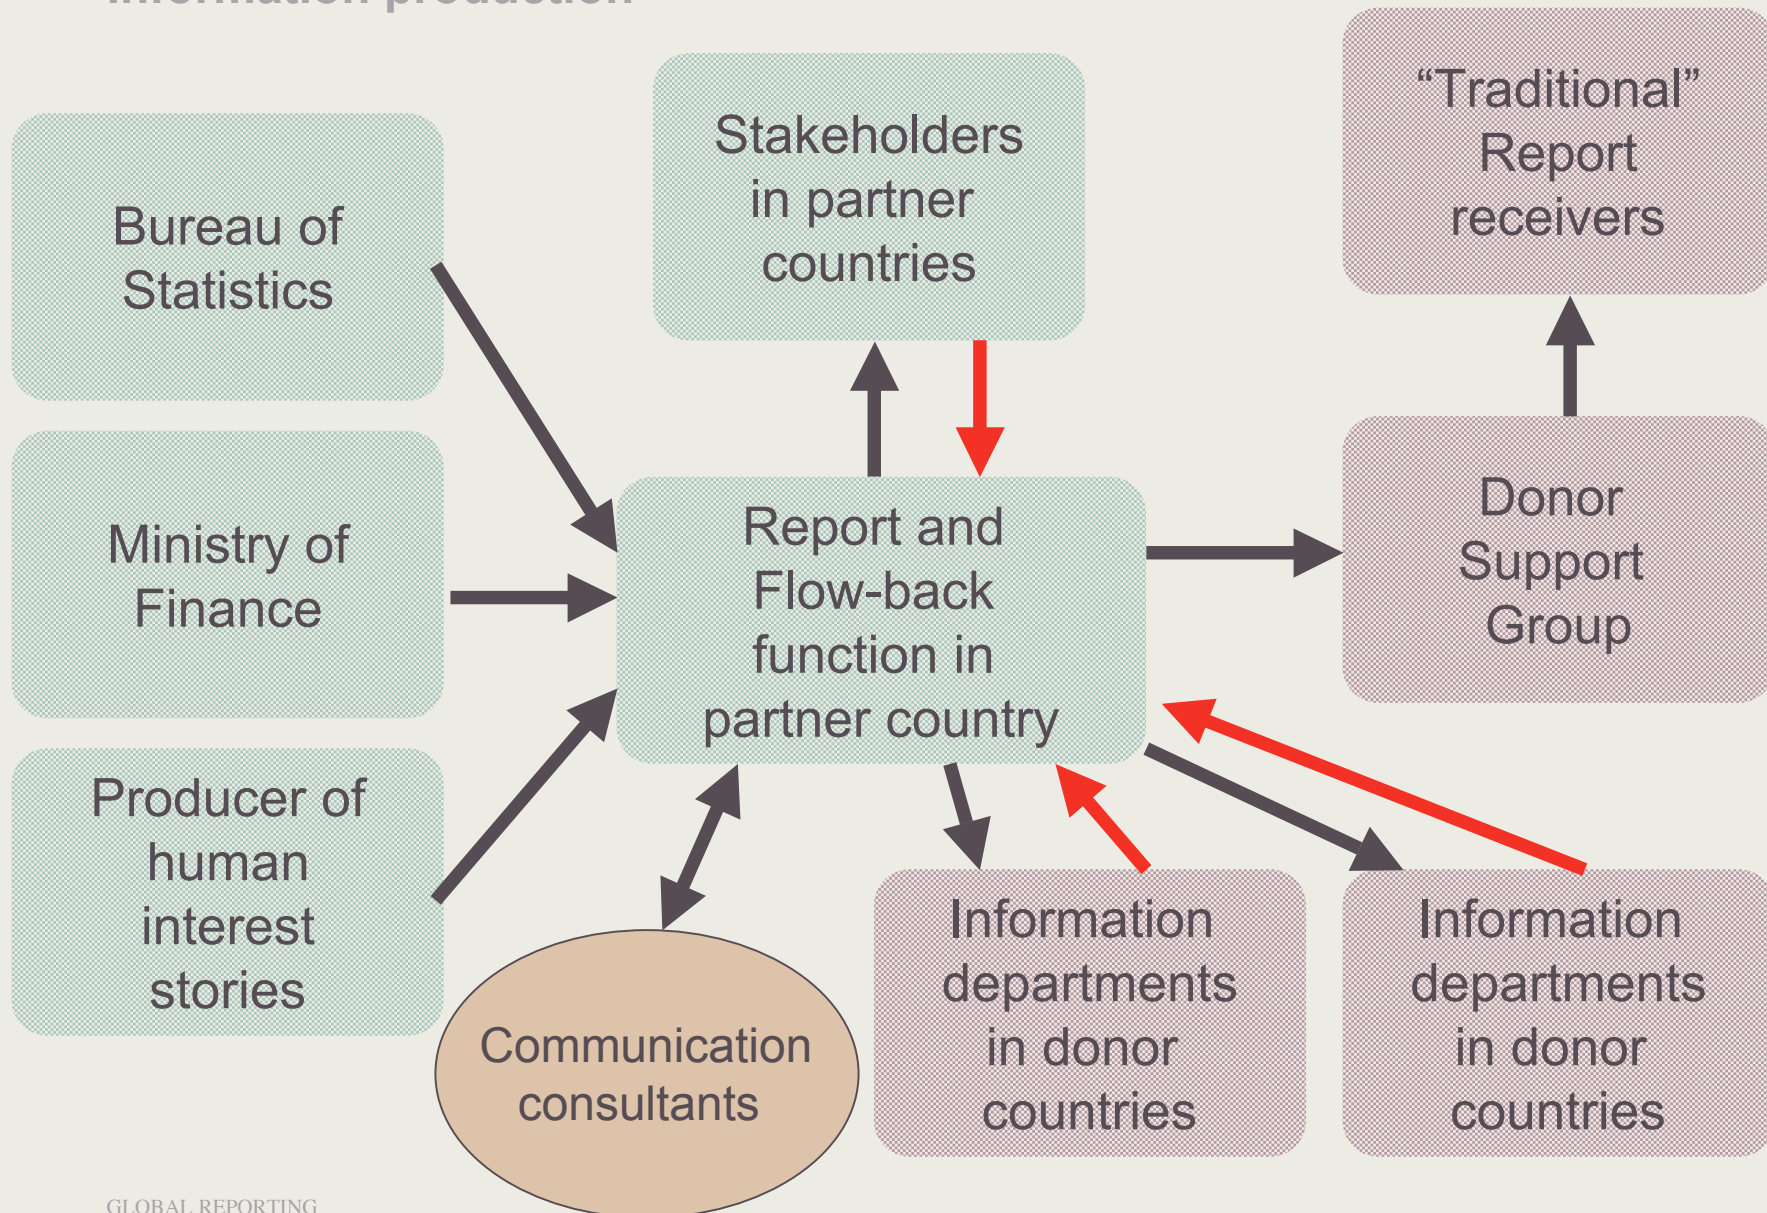 Information production
“Traditional”
Report
receivers
Stakeholders
in partner
countries
Bureau of
Statistics
Ministry of
Finance
Report and
Flow-back
function in
partner country
Donor
Support
Group
Producer of
human
interest
stories
Communication
consultants
Information
departments
in donor
countries
Information
departments
in donor
countries
GLOBAL REPORTING